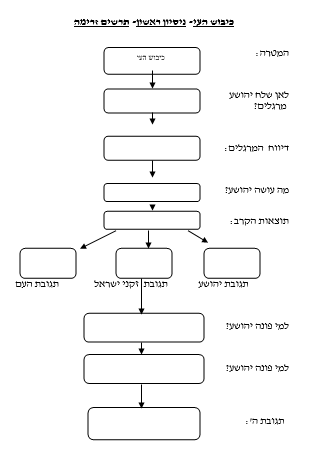 כיבוש העי- ניסיון ראשון- תרשים זרימה
המטרה:
כיבוש העי
לאן שלח יהושע
מרגלים?
דיווח המרגלים:
מה עושה יהושע?
תוצאות הקרב:
תגובת יהושע
תגובת זקני ישראל
תגובת העם
למי פונה יהושע?
למי פונה יהושע?
תגובת ה':